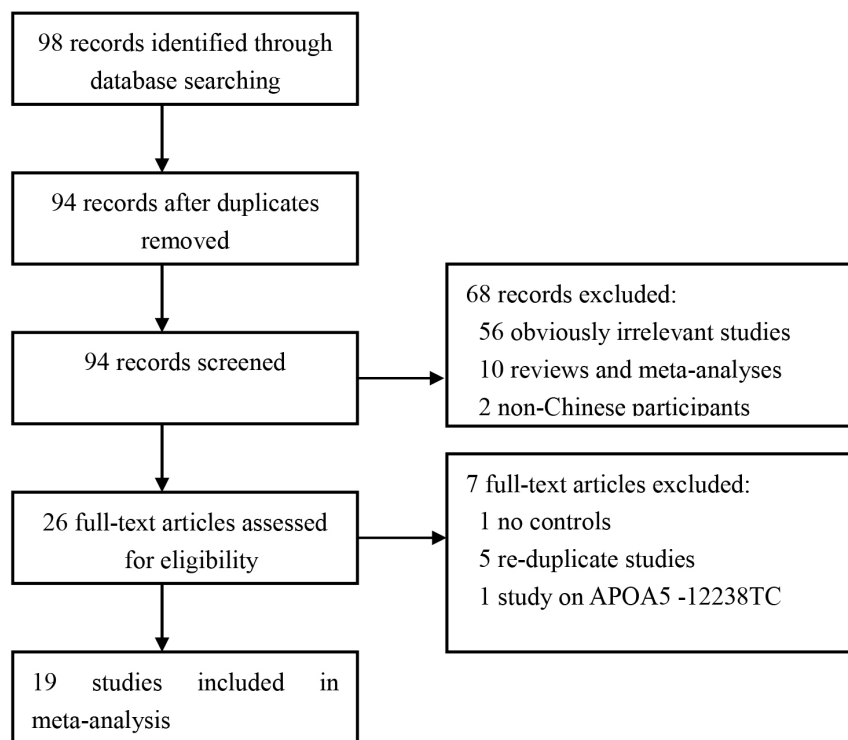 98 records identified through
database searching
94 records after duplicates
removed
94 records screened
68 records excluded:
56 obviously irrelevant studies
10 reviews and meta-analyses
2 non-Chinese participants
26 full-text articles assessed
for eligibility
7 full-text articles excluded:
1 no controls
5 re-duplicate studies
1 study on APOA5 -12238TC
19 studies included in
meta-analysis